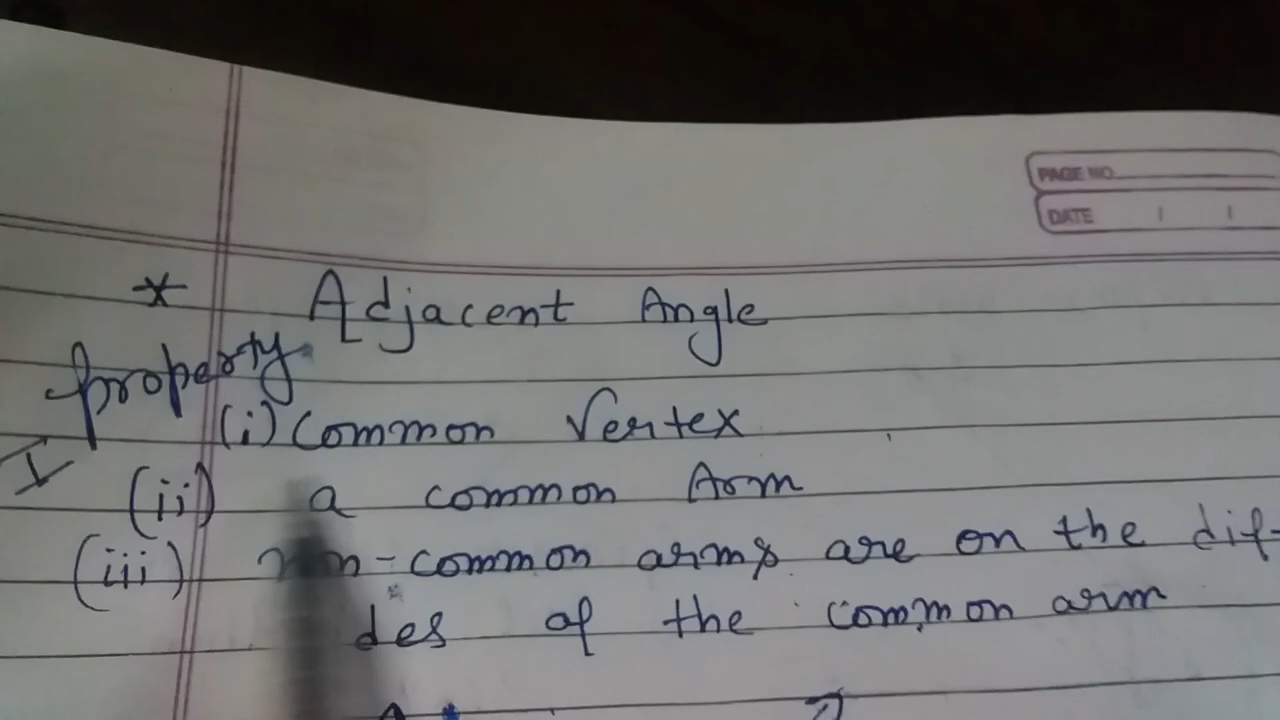 PAGE NO.
DATE / /
* Adjacent Angle
Property
(i) Common Vertex
(ii) a common Arm
(iii) non-common arms are on the dif-
des of the common arm